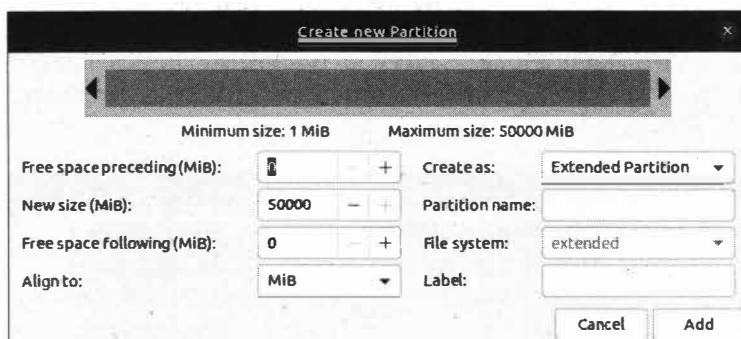 Create new Partition x
Minimum size: 1 MiB Maximum size: 50000 MiB
Free space preceding (MiB): 0 - + Create as: Extended Partition
New size (MiB): 50000 - + Partition name:
Free space following (MiB): 0 - + File system: extended
Align to: MiB Label:
Cancel Add